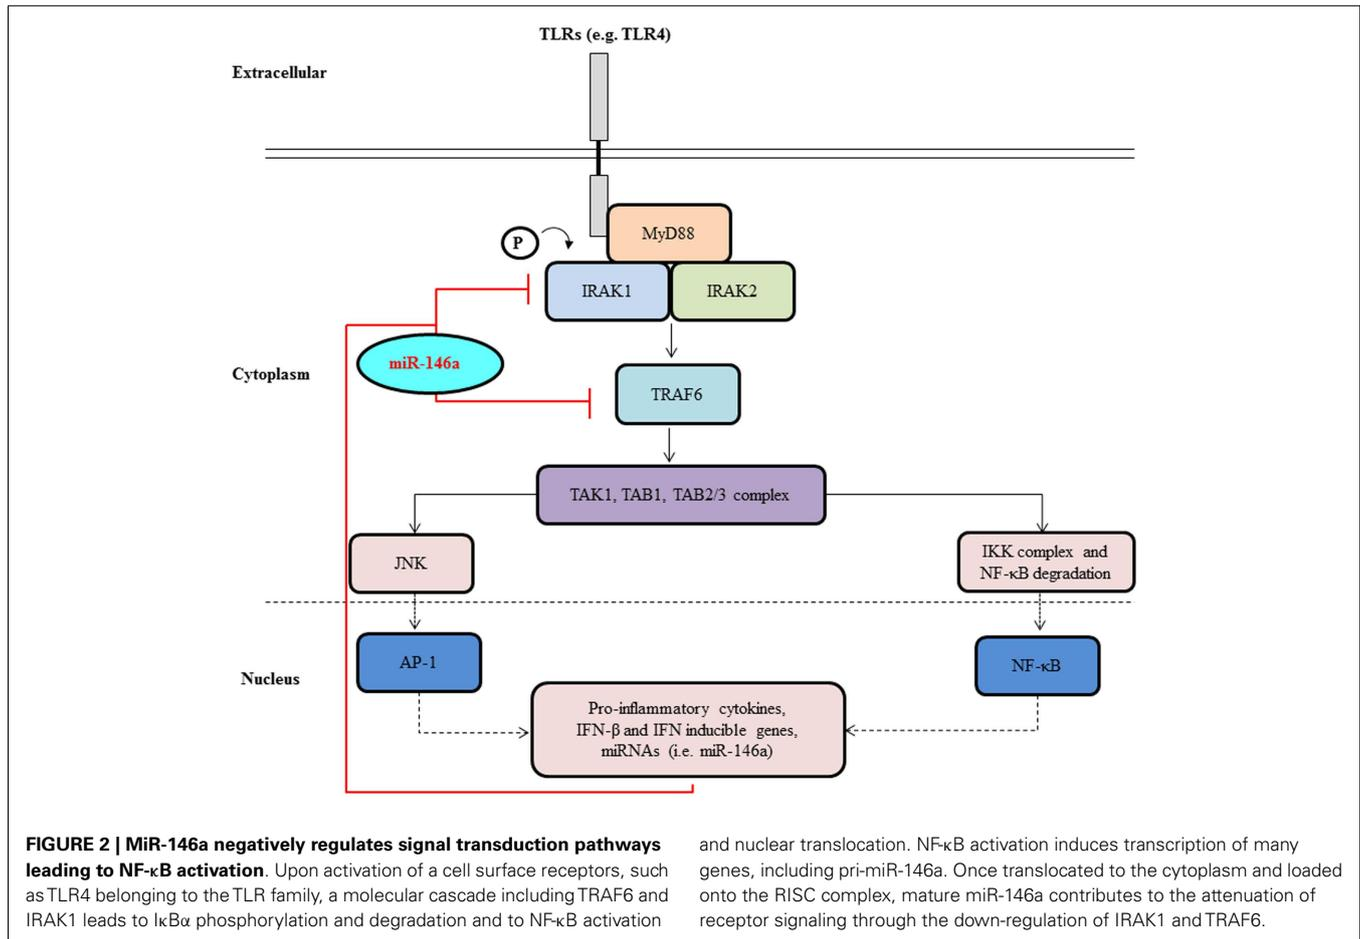 TLRs (e.g. TLR4)
Extracellular
MyD88
P
IRAK1
IRAK2
miR-146a
Cytoplasm
TRAF6
TAK1, TAB1, TAB2/3 complex
JNK
IKK complex and
NF-κB degradation
AP-1
NF-κB
Nucleus
Pro-inflammatory cytokines,
IFN-β and IFN inducible genes,
miRNAs (i.e. miR-146a)
FIGURE 2 | MiR-146a negatively regulates signal transduction pathways
leading to NF-κB activation. Upon activation of a cell surface receptors, such
as TLR4 belonging to the TLR family, a molecular cascade including TRAF6 and
IRAK1 leads to IκBα phosphorylation and degradation and to NF-κB activation
and nuclear translocation. NF-κB activation induces transcription of many
genes, including pri-miR-146a. Once translocated to the cytoplasm and loaded
onto the RISC complex, mature miR-146a contributes to the attenuation of
receptor signaling through the down-regulation of IRAK1 and TRAF6.